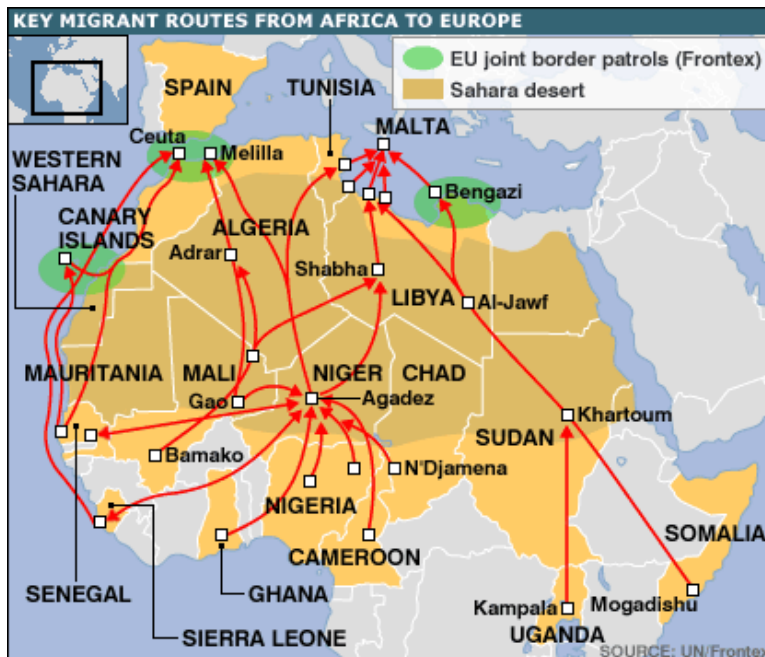 KEY MIGRANT ROUTES FROM AFRICA TO EUROPE
EU joint border patrols (Frontex)
Sahara desert
SPAIN
TUNISIA
MALTA
Ceuta
Melilla
WESTERN
SAHARA
Bengazi
CANARY
ISLANDS
ALGERIA
Adrar
Shabha
LIBYA
Al-Jawf
MAURITANIA
MALI
NIGER
CHAD
Gao
Agadez
Khartoum
SUDAN
Bamako
N'Djamena
NIGERIA
SOMALIA
CAMEROON
SENEGAL
GHANA
Kampala
Mogadishu
SIERRA LEONE
UGANDA
SOURCE: UN/Frontex